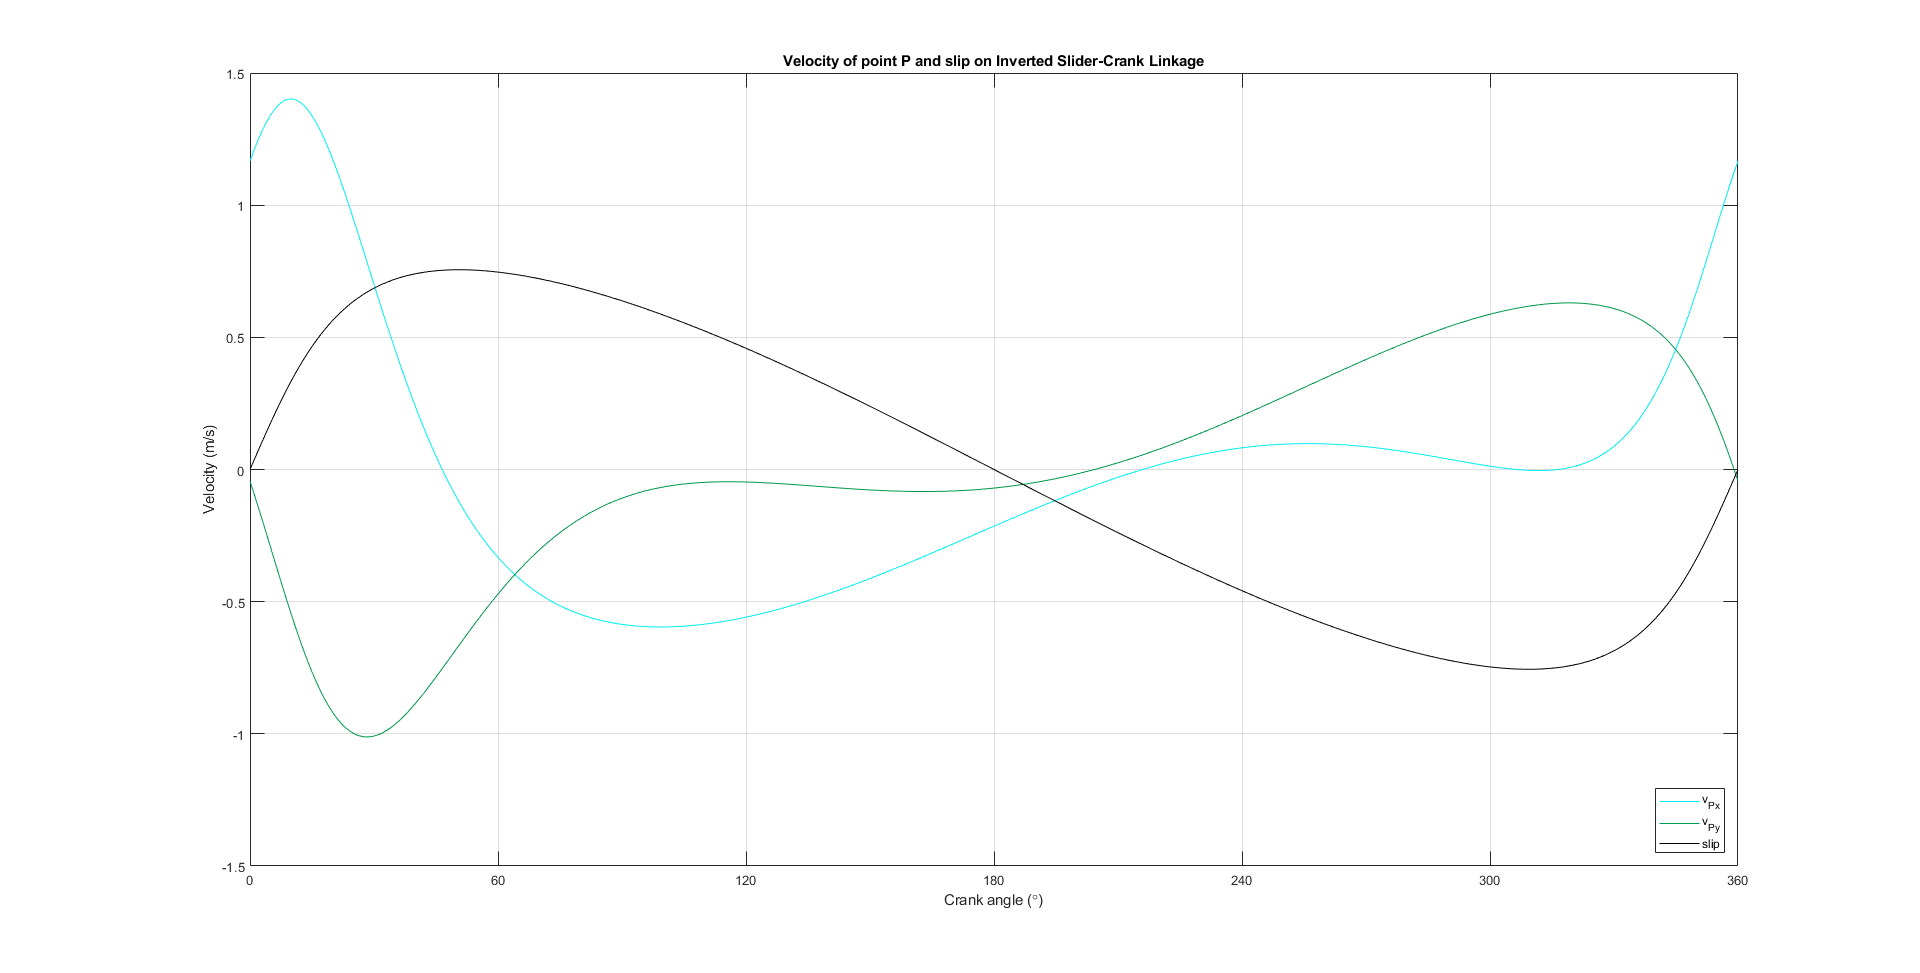 Velocity of point P and slip on Inverted Slider-Crank Linkage
1.5
1
0.5
0
-0.5
-1
-1.5
Velocity (m/s)
0 60 120 180 240 300 360
Crank angle (°)
vPx
vPy
slip